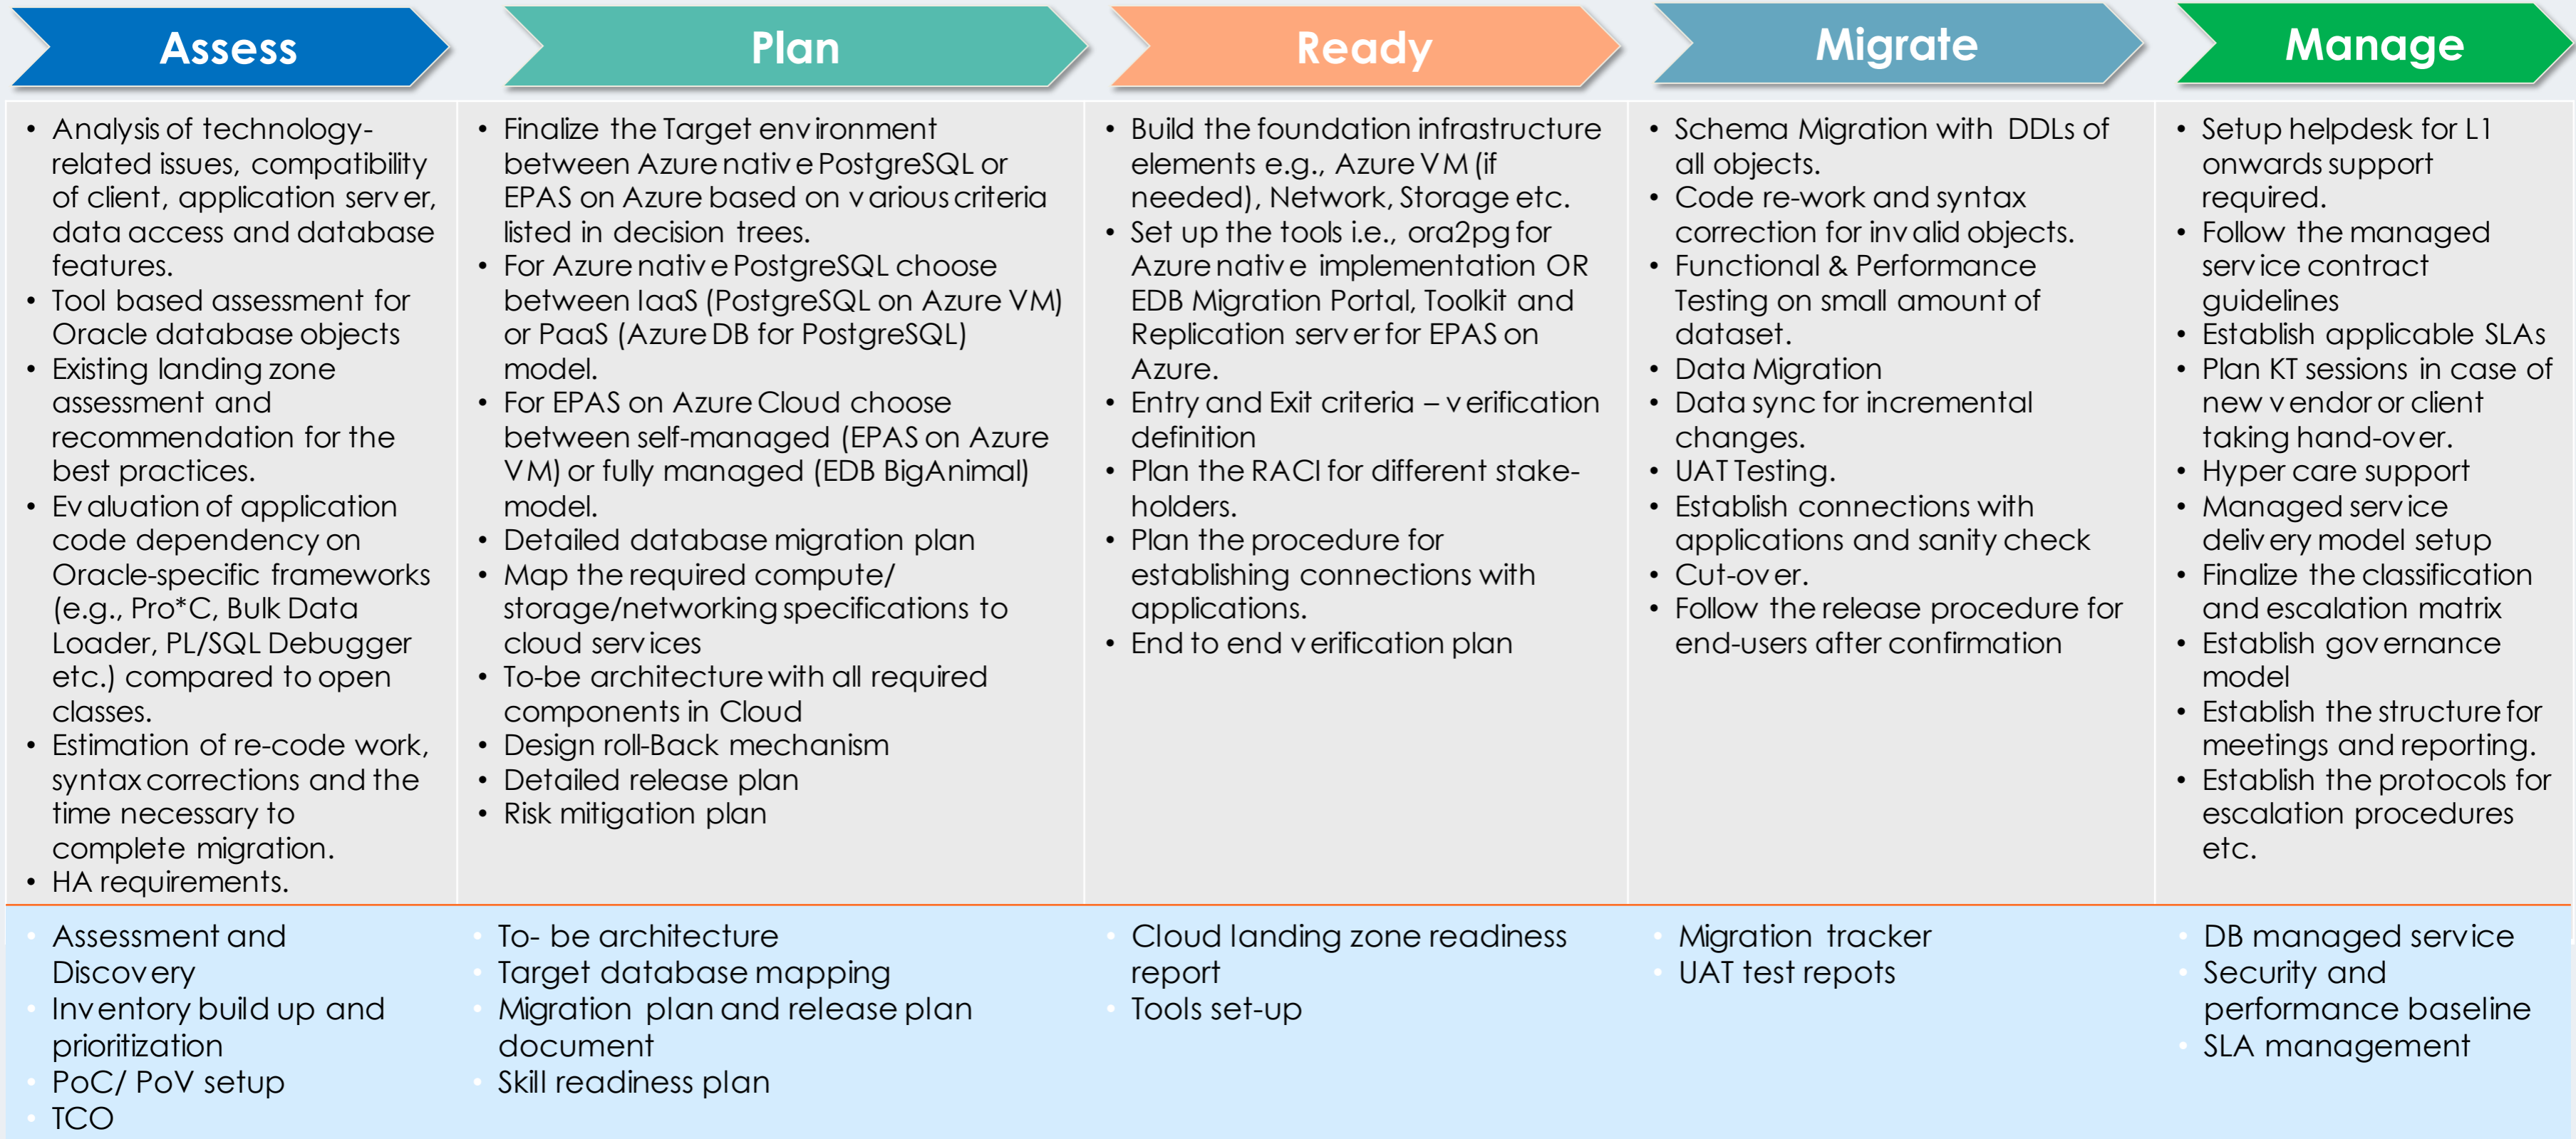 Assess
Plan
Ready
Migrate
Manage
• Analysis of technology-
related issues, compatibility
of client, application server,
data access and database
features.
• Tool based assessment for
Oracle database objects
• Existing landing zone
assessment and
recommendation for the
best practices.
• Evaluation of application
code dependency on
Oracle-specific frameworks
(e.g., Pro*C, Bulk Data
Loader, PL/SQL Debugger
etc.) compared to open
classes.
• Estimation of re-code work,
syntax corrections and the
time necessary to
complete migration.
• HA requirements.
• Finalize the Target environment
between Azure native PostgreSQL or
EPAS on Azure based on various criteria
listed in decision trees.
• For Azure native PostgreSQL choose
between IaaS (PostgreSQL on Azure VM)
or PaaS (Azure DB for PostgreSQL)
model.
• For EPAS on Azure Cloud choose
between self-managed (EPAS on Azure
VM) or fully managed (EDB BigAnimal)
model.
• Detailed database migration plan
• Map the required compute/
storage/networking specifications to
cloud services
• To-be architecture with all required
components in Cloud
• Design roll-Back mechanism
• Detailed release plan
• Risk mitigation plan
• Build the foundation infrastructure
elements e.g., Azure VM (if
needed), Network, Storage etc.
• Set up the tools i.e., ora2pg for
Azure native implementation OR
EDB Migration Portal, Toolkit and
Replication server for EPAS on
Azure.
• Entry and Exit criteria – verification
definition
• Plan the RACI for different stake-
holders.
• Plan the procedure for
establishing connections with
applications.
• End to end verification plan
• Schema Migration with DDLs of
all objects.
• Code re-work and syntax
correction for invalid objects.
• Functional & Performance
Testing on small amount of
dataset.
• Data Migration
• Data sync for incremental
changes.
• UAT Testing.
• Establish connections with
applications and sanity check
• Cut-over.
• Follow the release procedure for
end-users after confirmation
• Setup helpdesk for L1
onwards support
required.
• Follow the managed
service contract
guidelines
• Establish applicable SLAs
• Plan KT sessions in case of
new vendor or client
taking hand-over.
• Hyper care support
• Managed service
delivery model setup
• Finalize the classification
and escalation matrix
• Establish governance
model
• Establish the structure for
meetings and reporting.
• Establish the protocols for
escalation procedures
etc.
• Assessment and
Discovery
• Inventory build up and
prioritization
• PoC/ PoV setup
• TCO
• To- be architecture
• Target database mapping
• Migration plan and release plan
document
• Skill readiness plan
• Cloud landing zone readiness
report
• Tools set-up
• Migration tracker
• UAT test repots
• DB managed service
• Security and
performance baseline
• SLA management